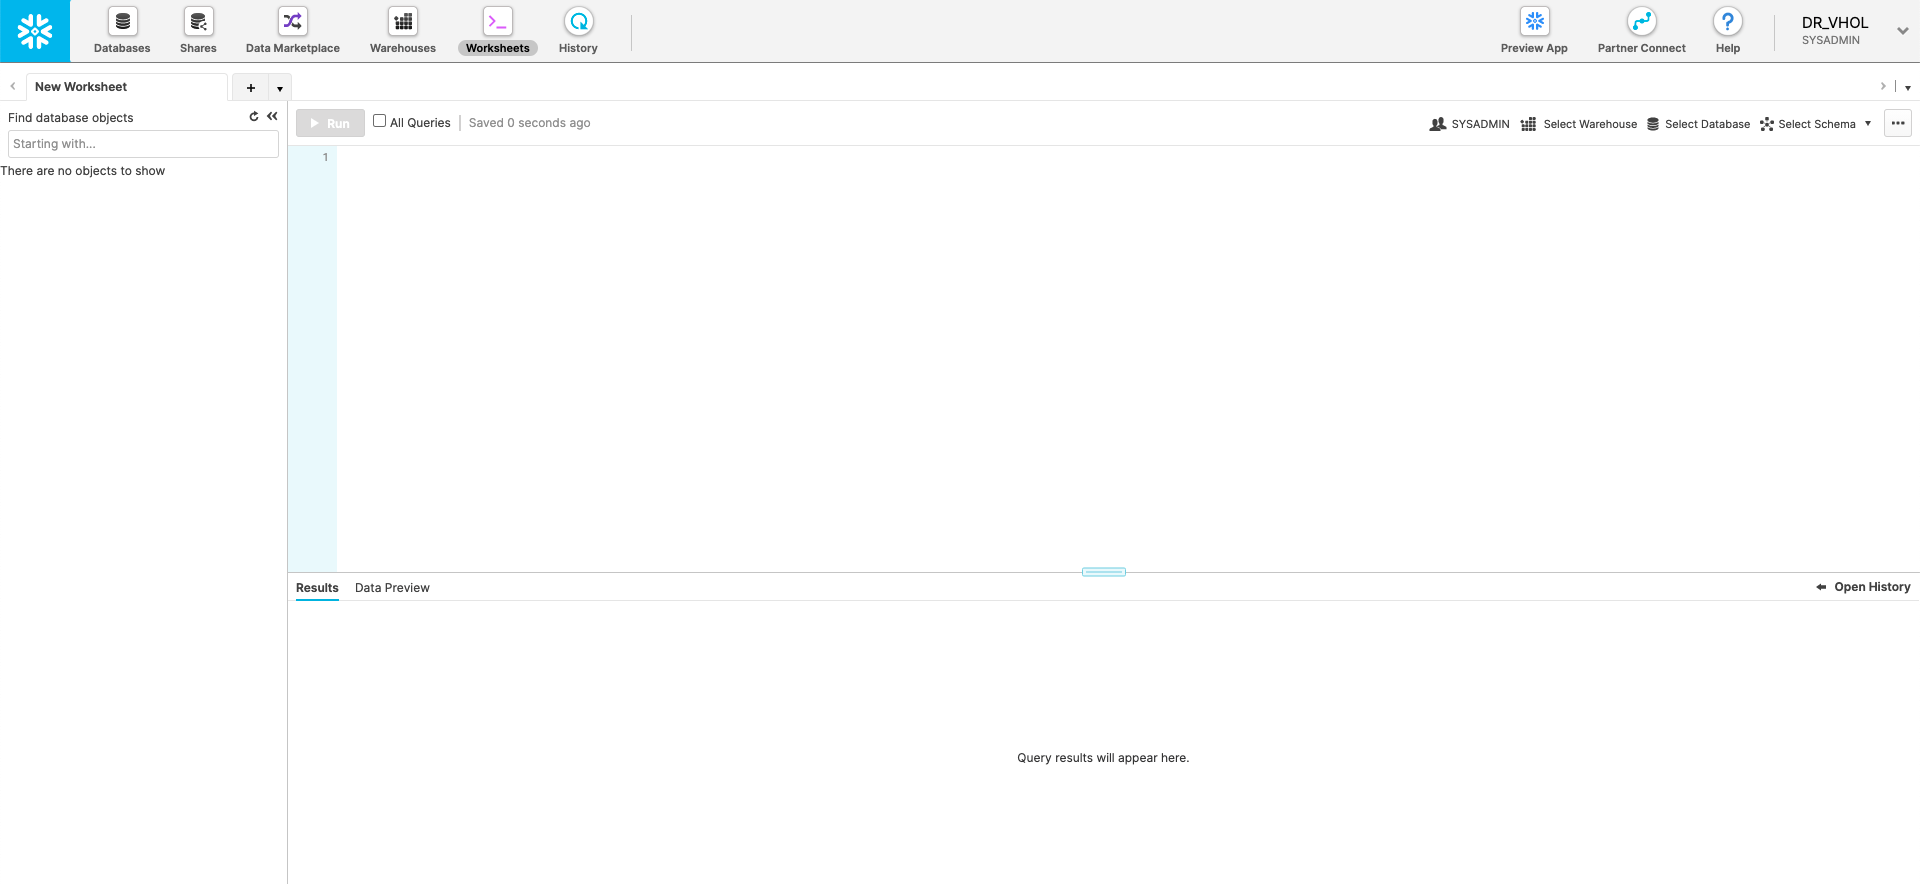 Databases
Shares
Data Marketplace
Warehouses
Worksheets
History
Preview App
Partner Connect
Help
DR_VHOL
SYSADMIN
New Worksheet
+
Find database objects
Starting with...
There are no objects to show
Run
All Queries
Saved 0 seconds ago
SYSADMIN
Select Warehouse
Select Database
Select Schema
...
1
Results
Data Preview
Open History
Query results will appear here.